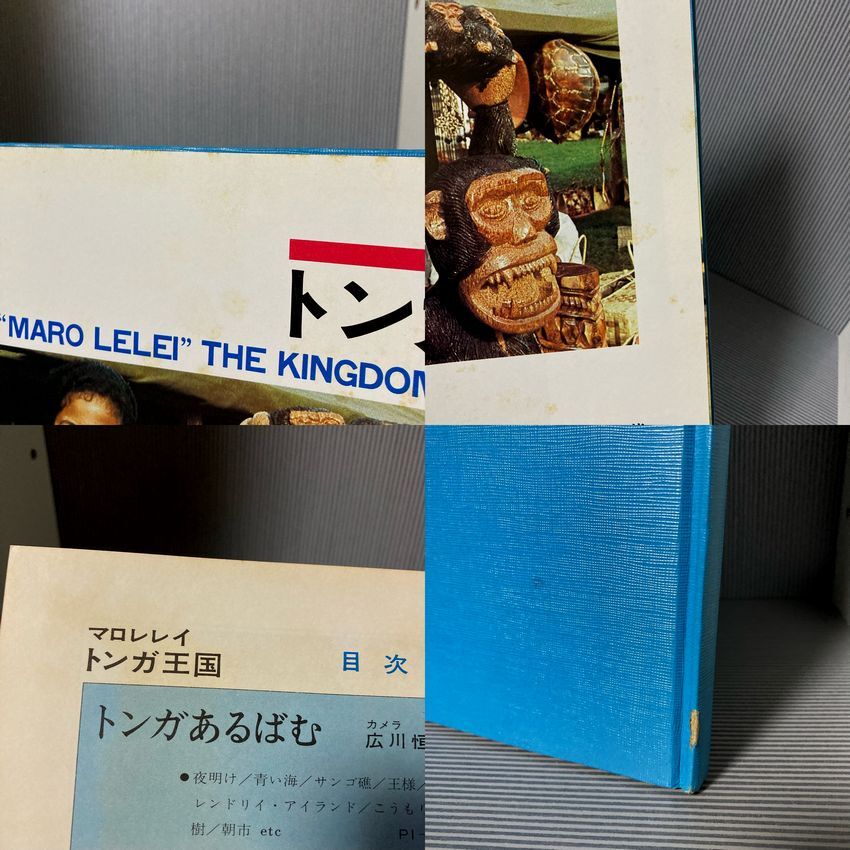 トン
“MARO LELEI” THE KINGDOM
マロレレイ
トンガ王国
目次
トンガあるばむ
カメラ
広川恒
●夜明け／青い海／サンゴ礁／王様／
レンドリイ・アイランド／こうもり
樹／朝市 etc
PI-